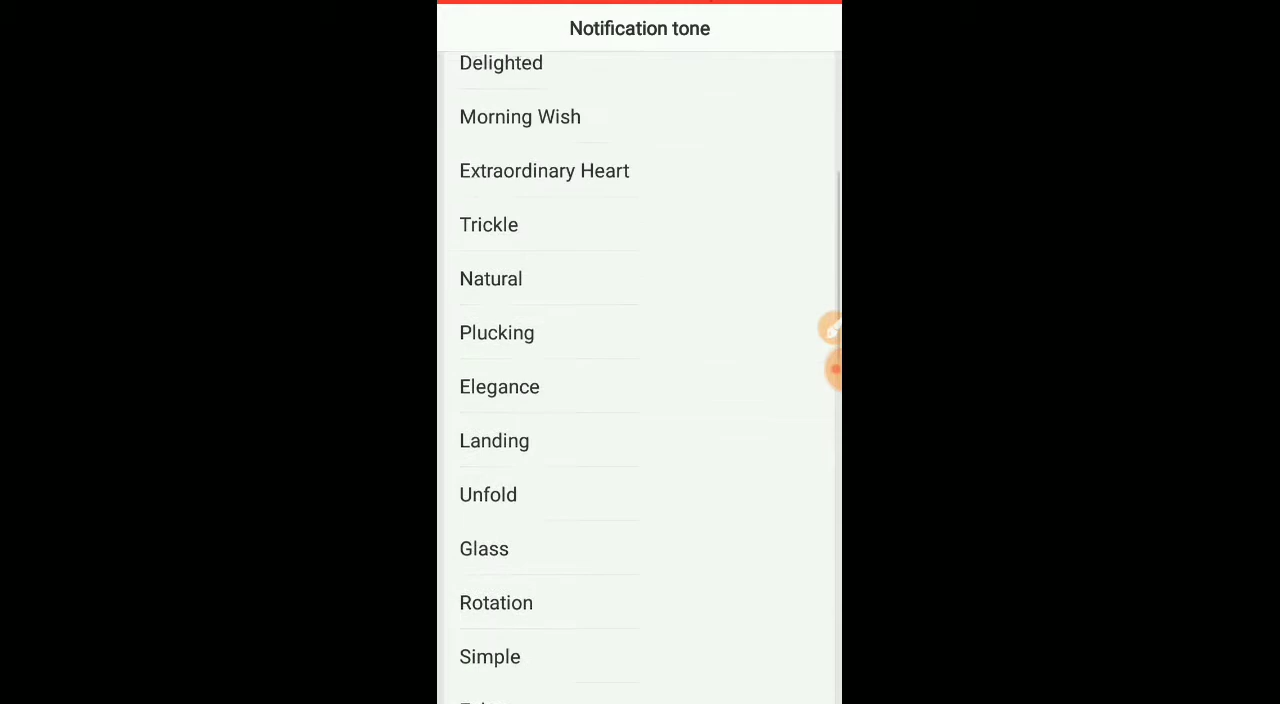 Notification tone
Delighted
Morning Wish
Extraordinary Heart
Trickle
Natural
Plucking
Elegance
Landing
Unfold
Glass
Rotation
Simple